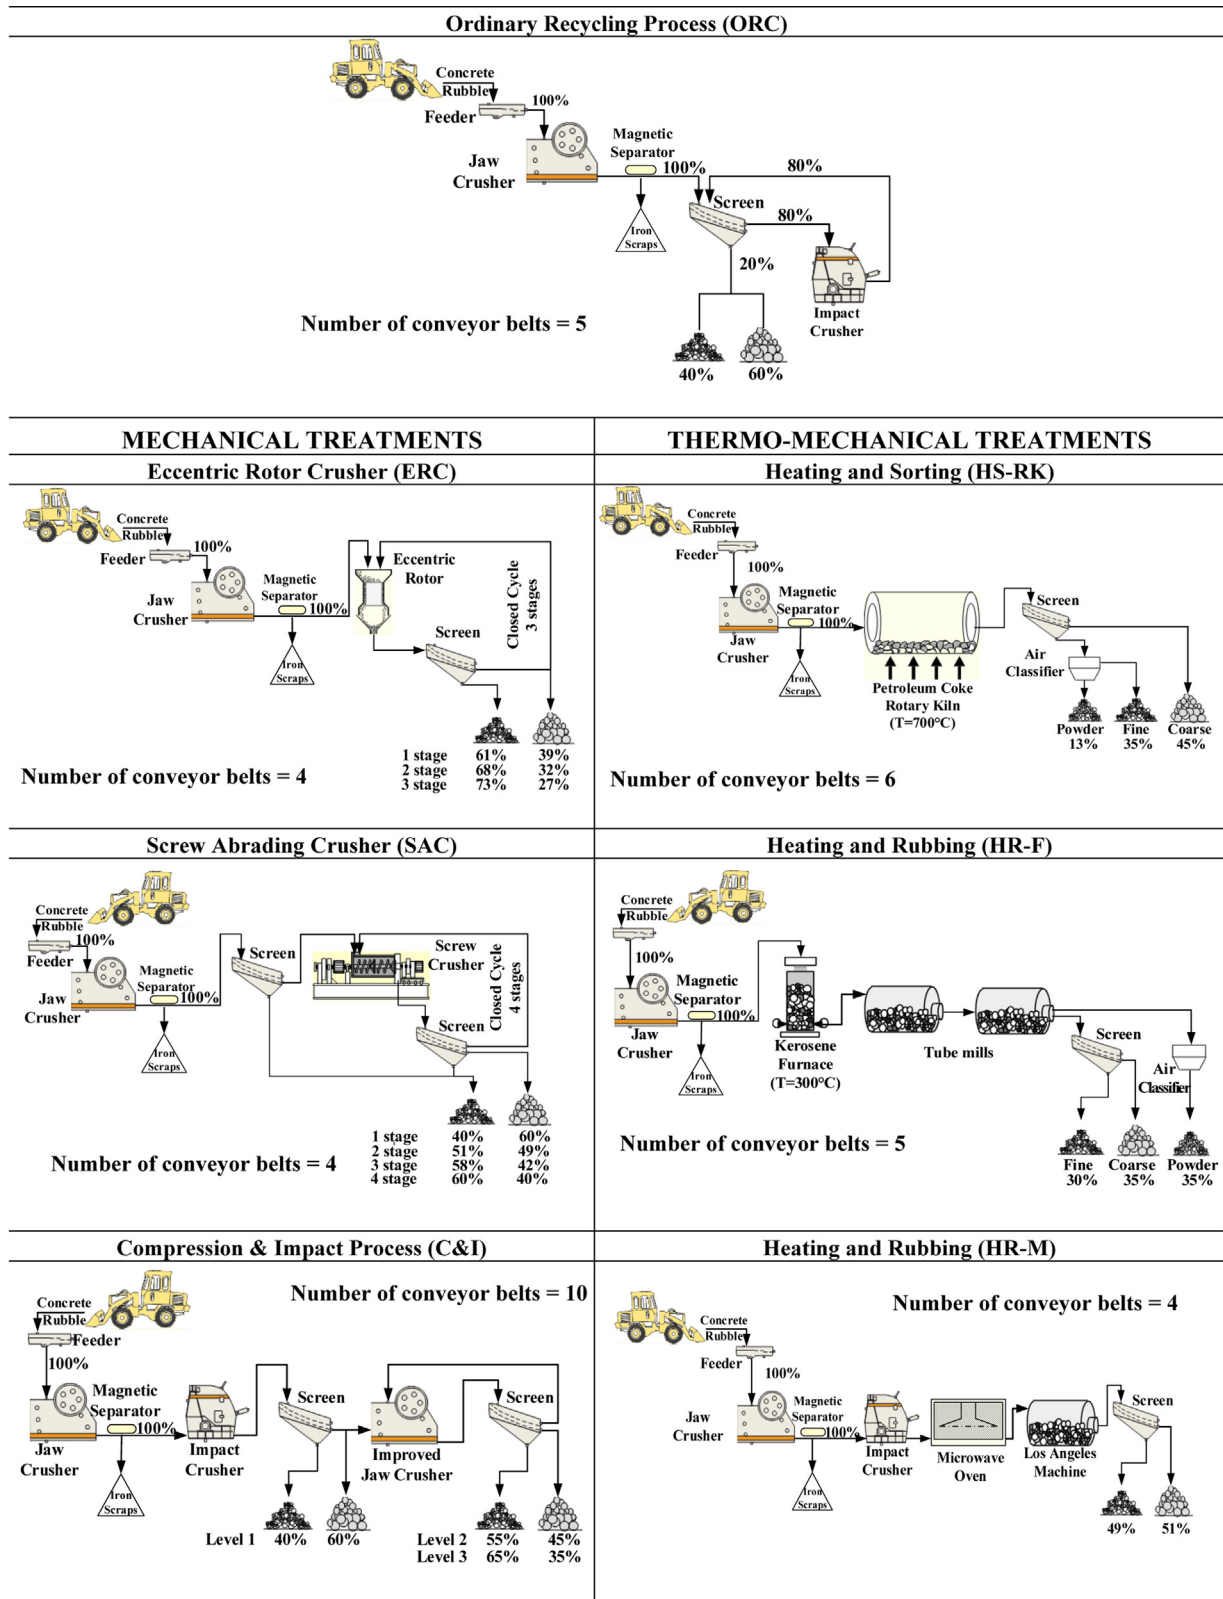 Ordinary Recycling Process (ORC)
Concrete
Rubble
Feeder
100%
Jaw
Crusher
Magnetic
Separator
100%
Iron
Scraps
Screen
80%
80%
20%
Impact
Crusher
40%
60%
Number of conveyor belts = 5
MECHANICAL TREATMENTS
THERMO-MECHANICAL TREATMENTS
Eccentric Rotor Crusher (ERC)
Concrete
Rubble
Feeder
100%
Jaw
Crusher
Magnetic
Separator
100%
Iron
Scraps
Eccentric
Rotor
Screen
Closed Cycle
3 stages
1 stage 61% 39%
2 stage 68% 32%
3 stage 73% 27%
Number of conveyor belts = 4
Heating and Sorting (HS-RK)
Concrete
Rubble
Feeder
100%
Jaw
Crusher
Magnetic
Separator
100%
Iron
Scraps
Petroleum Coke
Rotary Kiln
(T=700°C)
Screen
Air
Classifier
Powder
13%
Fine
35%
Coarse
45%
Number of conveyor belts = 6
Screw Abrading Crusher (SAC)
Concrete
Rubble
Feeder
100%
Jaw
Crusher
Magnetic
Separator
100%
Iron
Scraps
Screen
Screw
Crusher
Closed Cycle
4 stages
Screen
1 stage 40% 60%
2 stage 51% 49%
3 stage 58% 42%
4 stage 60% 40%
Number of conveyor belts = 4
Heating and Rubbing (HR-F)
Concrete
Rubble
100%
Jaw
Crusher
Magnetic
Separator
100%
Iron
Scraps
Kerosene
Furnace
(T=300°C)
Tube mills
Screen
Air
Classifier
Fine
30%
Coarse
35%
Powder
35%
Number of conveyor belts = 5
Compression & Impact Process (C&I)
Number of conveyor belts = 10
Concrete
Rubble
Feeder
100%
Jaw
Crusher
Magnetic
Separator
100%
Iron
Scraps
Impact
Crusher
Screen
Improved
Jaw Crusher
Screen
Level 1 40% 60%
Level 2 55% 45%
Level 3 65% 35%
Heating and Rubbing (HR-M)
Number of conveyor belts = 4
Concrete
Rubble
Feeder
100%
Jaw
Crusher
Magnetic
Separator
100%
Iron
Scraps
Impact
Crusher
Microwave
Oven
Los Angeles
Machine
Screen
49%
51%